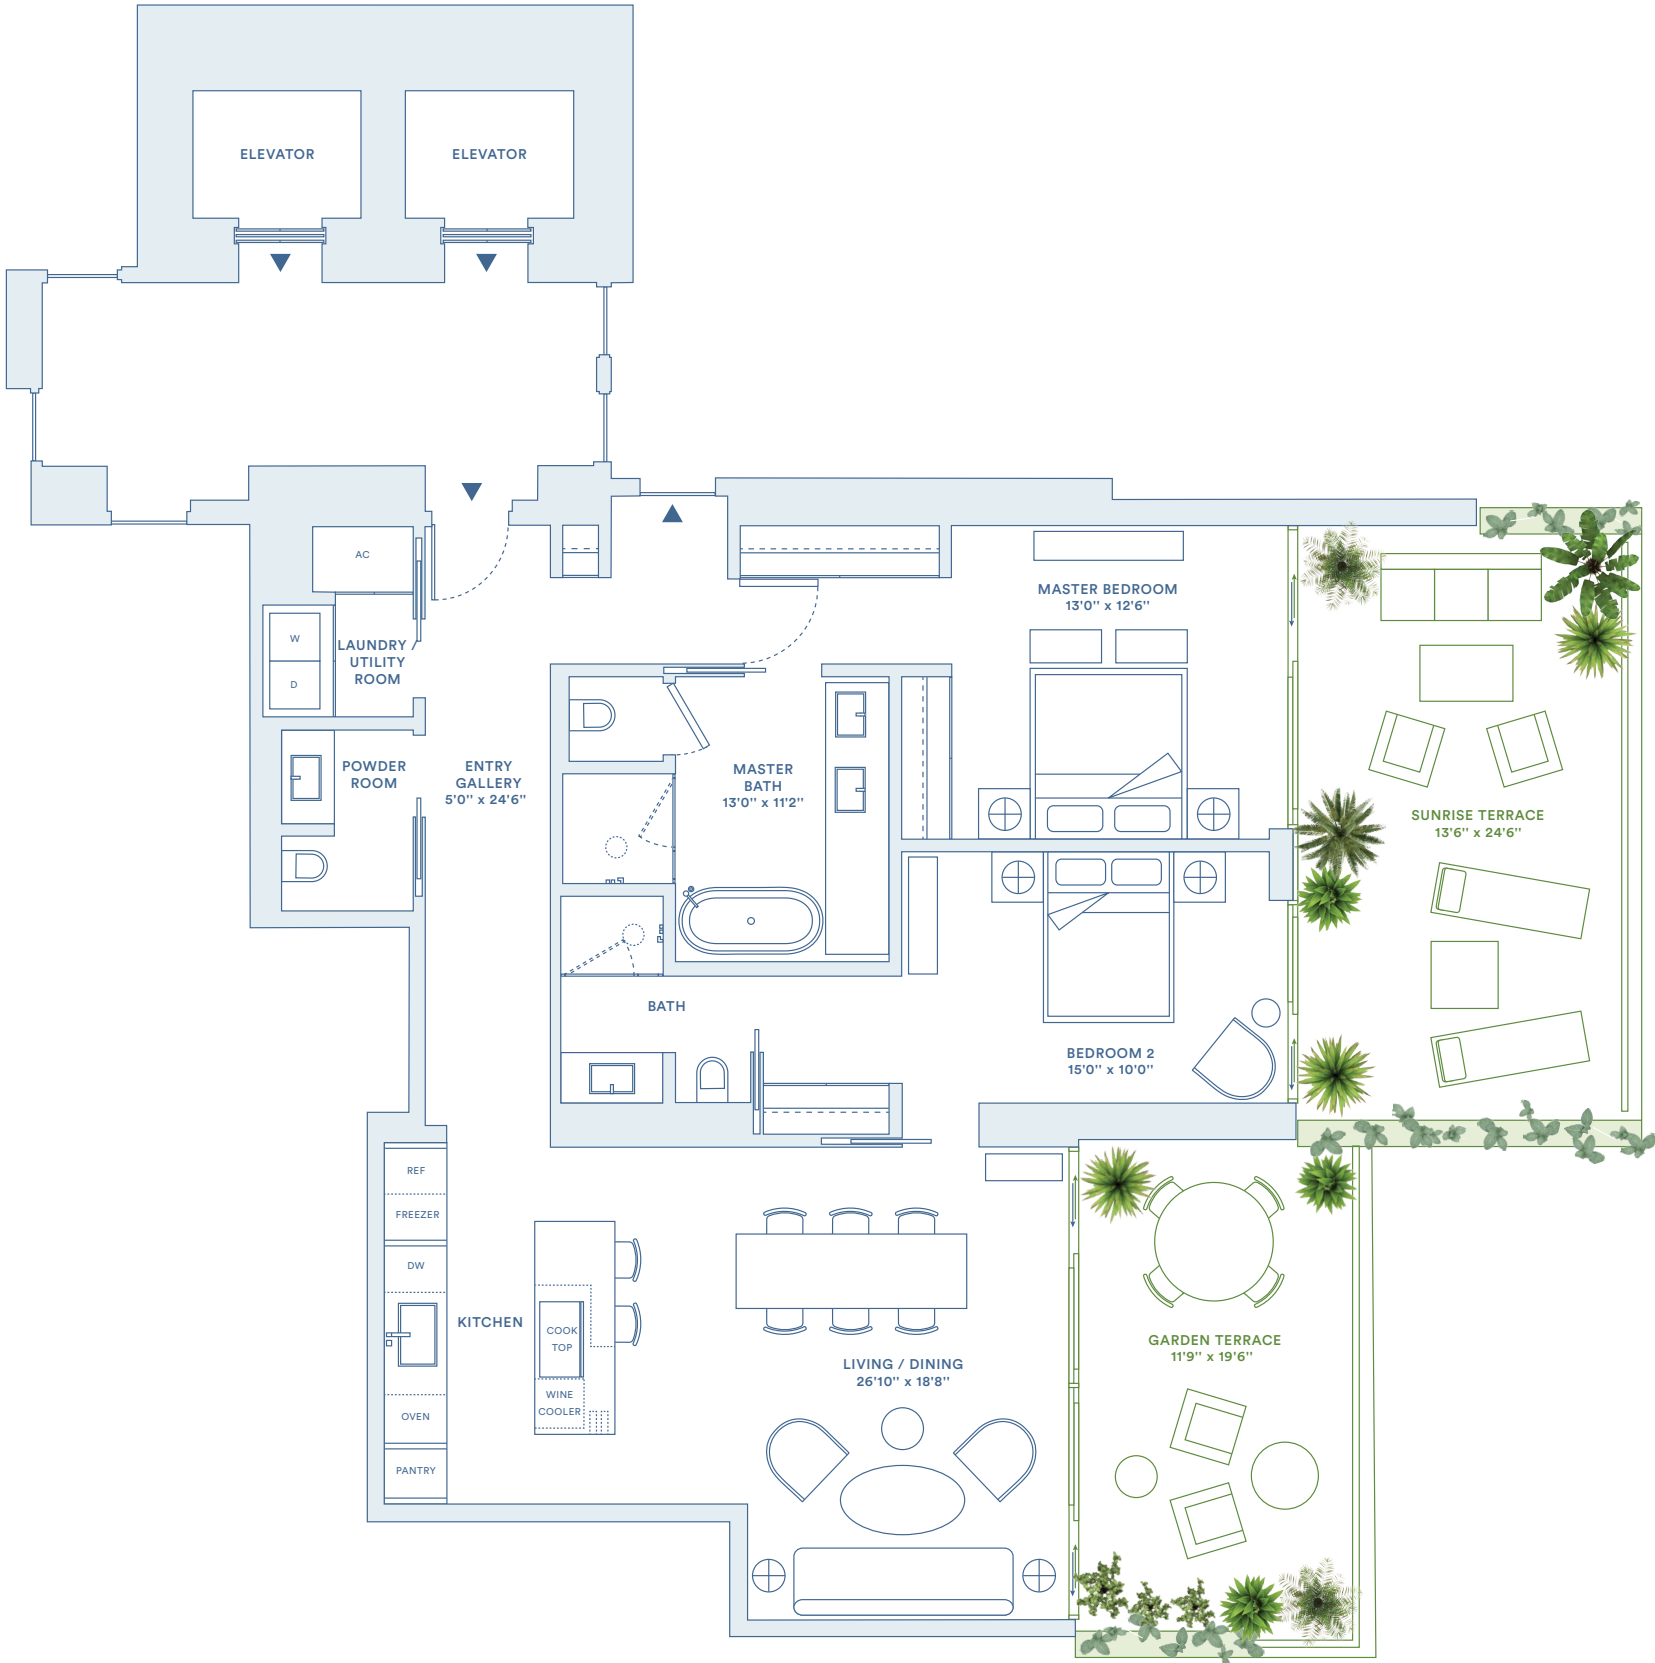 ELEVATOR
ELEVATOR
AC
W
D
LAUNDRY /
UTILITY
ROOM
POWDER
ROOM
ENTRY
GALLERY
5'0'' x 24'6''
MASTER
BATH
13'0'' x 11'2''
MASTER BEDROOM
13'0'' x 12'6''
SUNRISE TERRACE
13'6'' x 24'6''
BATH
BEDROOM 2
15'0'' x 10'0''
REF
FREEZER
DW
KITCHEN
OVEN
PANTRY
COOK
TOP
WINE
COOLER
LIVING / DINING
26'10'' x 18'8''
GARDEN TERRACE
11'9'' x 19'6''